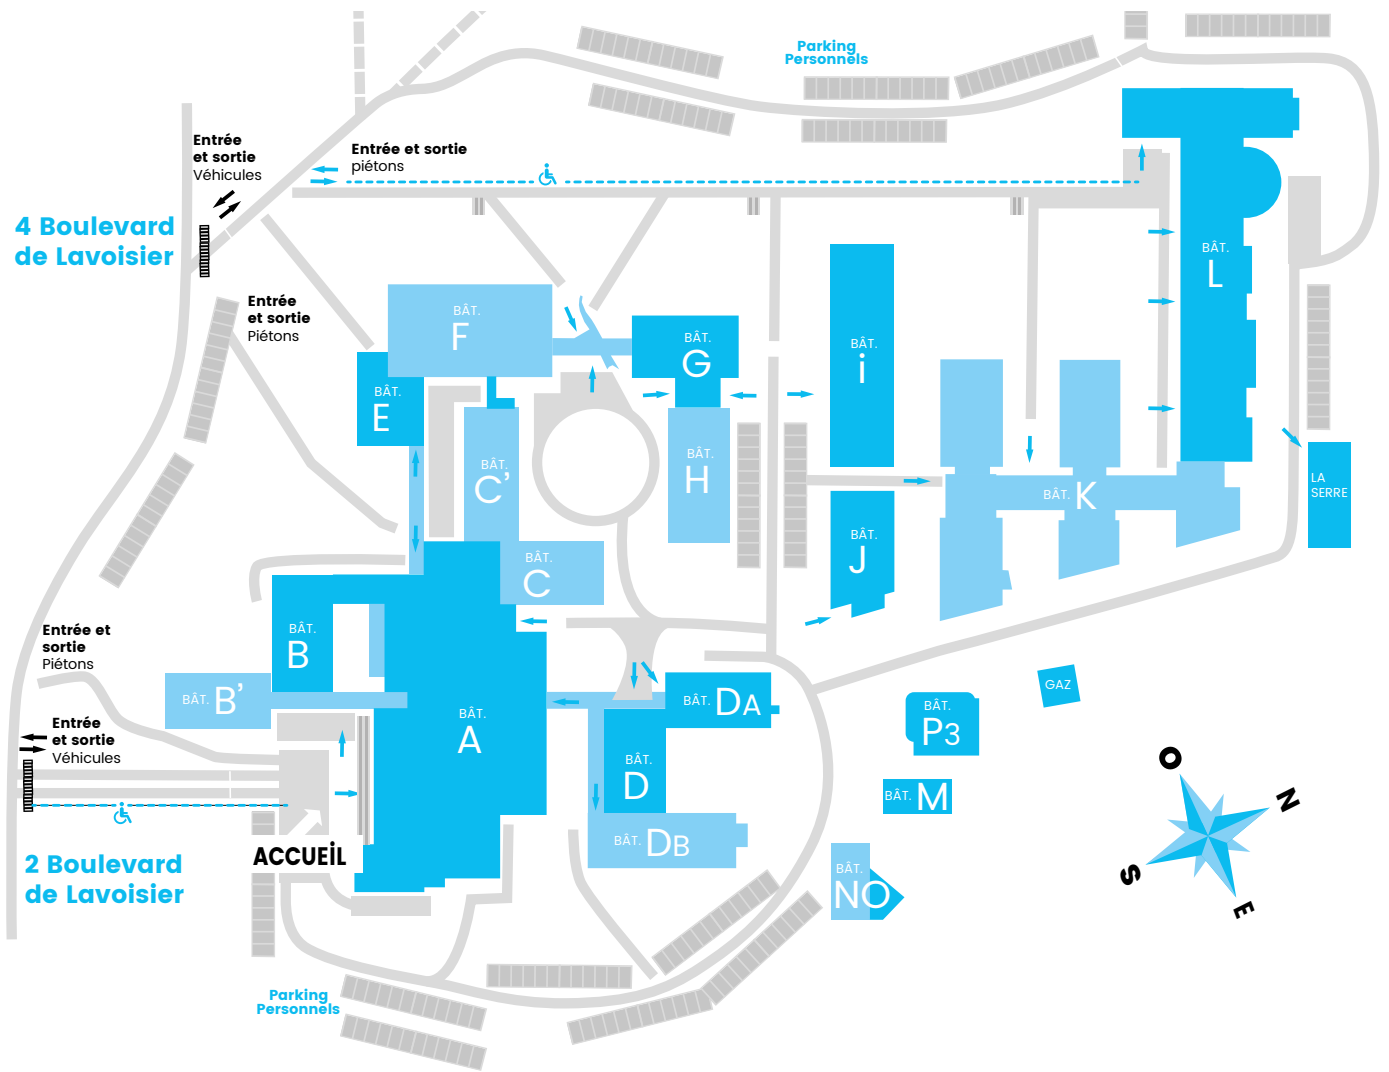 Parking
Personnels
Entrée
et sortie
Véhicules
Entrée et sortie
piétons
4 Boulevard
de Lavoisier
Entrée
et sortie
Piétons
BÂT.
F
BÂT.
E
BÂT.
G
BÂT.
i
BÂT.
L
BÂT.
C’
BÂT.
H
BÂT. K
LA
SERRE
BÂT.
J
BÂT.
C
Entrée et
sortie
Piétons
BÂT.
B
BÂT. B’
BÂT.
A
BÂT. DA
BÂT.
D
BÂT. DB
GAZ
BÂT.
P3
BÂT. M
BÂT.
NO
Entrée
et sortie
Véhicules
2 Boulevard
de Lavoisier
ACCUEİL
Parking
Personnels
O
N
S
E